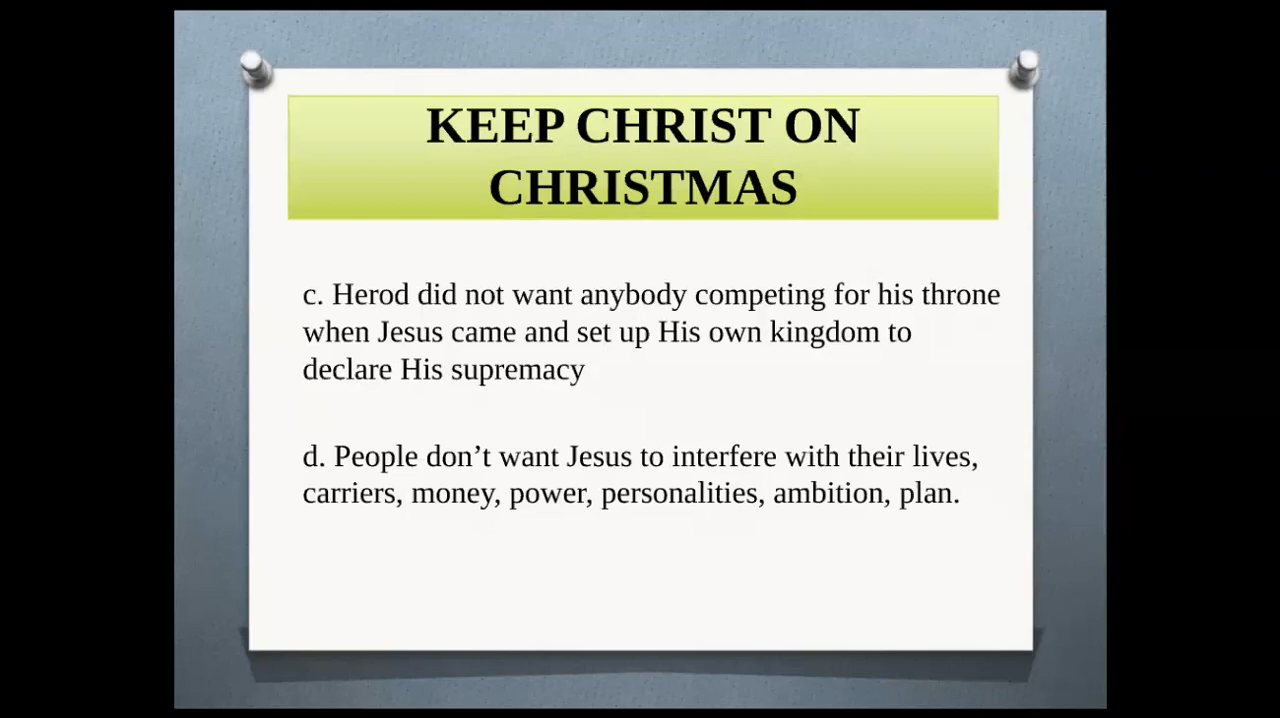 KEEP CHRIST ON
CHRISTMAS
c. Herod did not want anybody competing for his throne
when Jesus came and set up His own kingdom to
declare His supremacy
d. People don’t want Jesus to interfere with their lives,
carriers, money, power, personalities, ambition, plan.